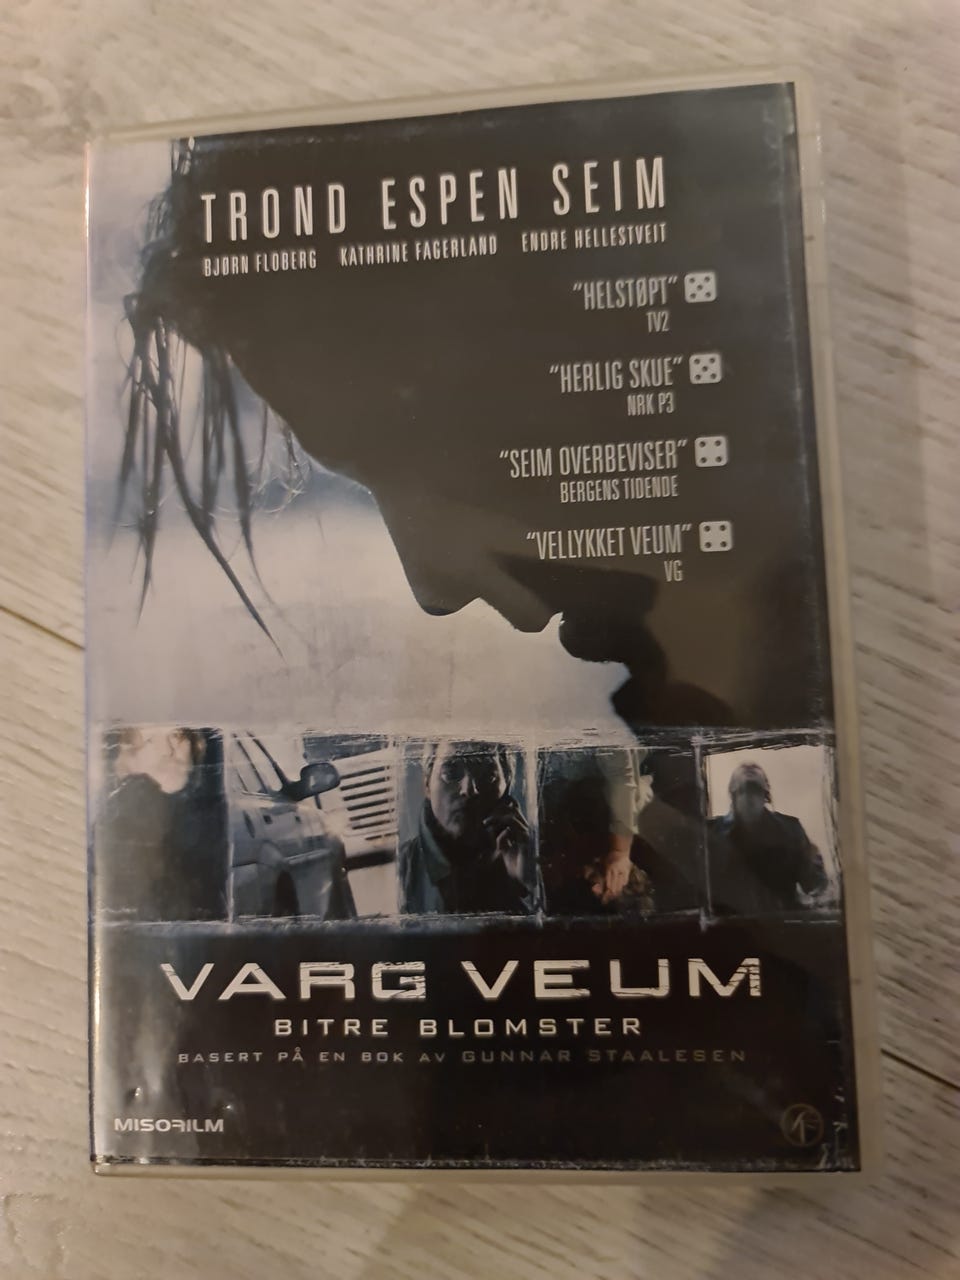 TROND ESPEN SEIM
BJØRN FLOBERG KATHRINE FAGERLAND ENDRE HELLESTVEIT
"HELSTØPT"
TV2
"HERLIG SKUE"
NRK P3
"SEIM OVERBEVISER"
BERGENS TIDENDE
"VELLYKKET VEUM"
VG
VARG VEUM
BITRE BLOMSTER
BASERT PÅ EN BOK AV GUNNAR STAALESEN
MISOFILM